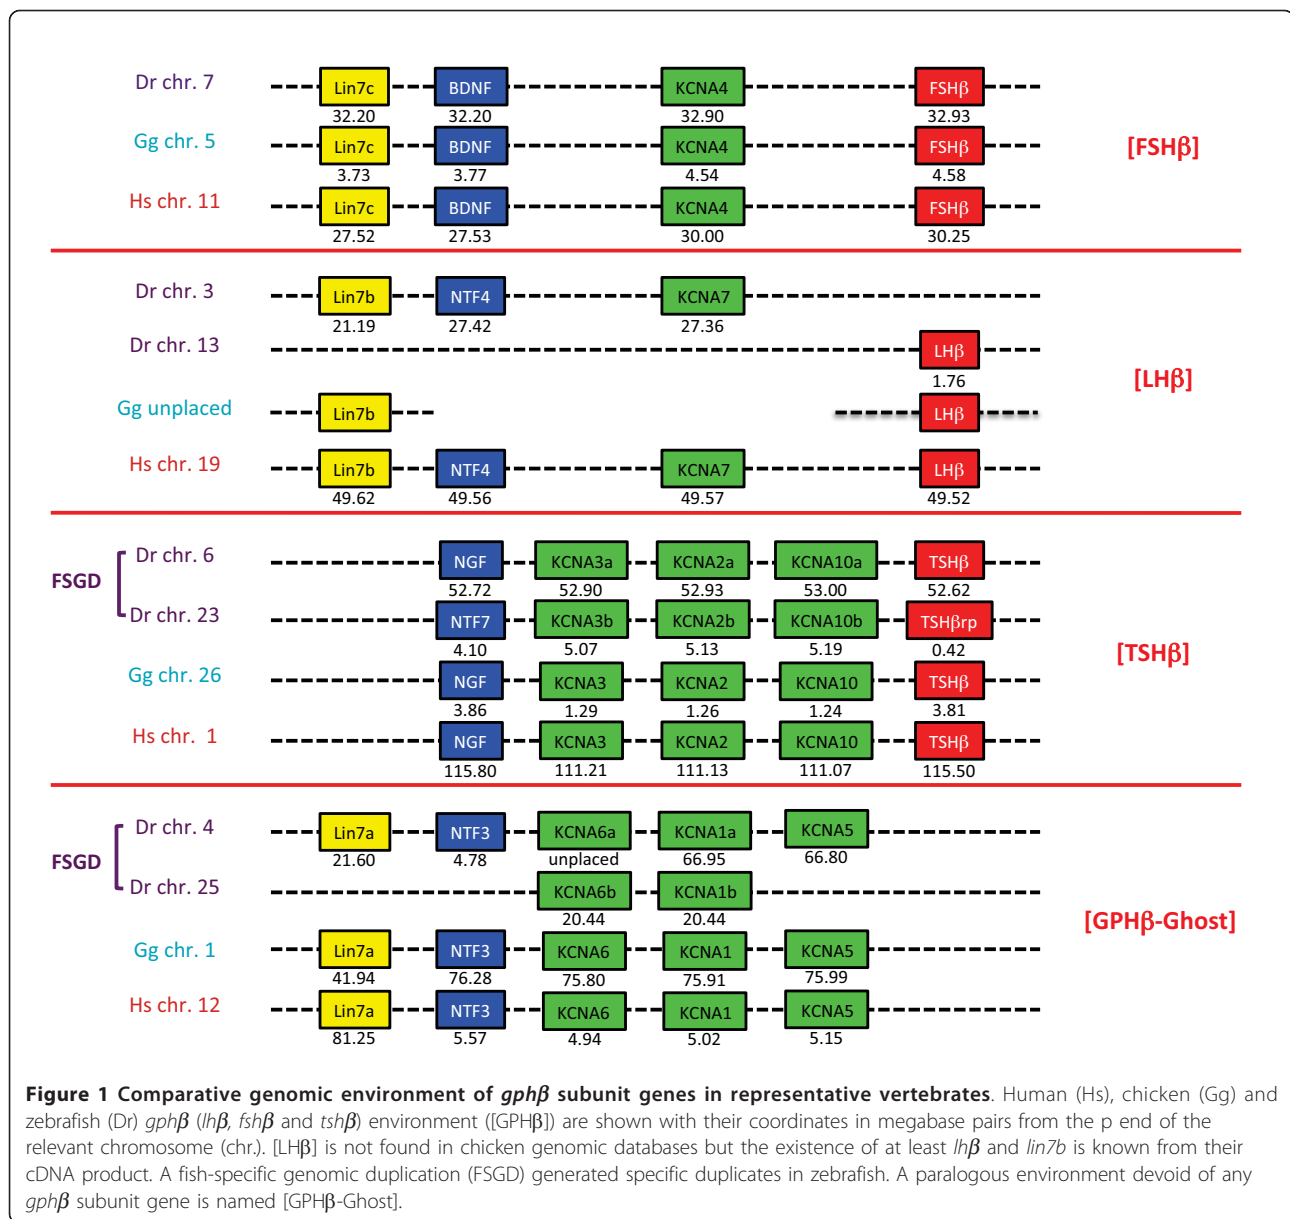 Dr chr. 7 Lin7c BDNF KCNA4 FSHβ
32.20 32.20 32.90 32.93
Gg chr. 5 Lin7c BDNF KCNA4 FSHβ [FSHβ]
3.73 3.77 4.54 4.58
Hs chr. 11 Lin7c BDNF KCNA4 FSHβ
27.52 27.53 30.00 30.25
Dr chr. 3 Lin7b NTF4 KCNA7
21.19 27.42 27.36
Dr chr. 13 LHβ
1.76
[LHβ]
Gg unplaced Lin7b LHβ
Hs chr. 19 Lin7b NTF4 KCNA7 LHβ
49.62 49.56 49.57 49.52
Dr chr. 6 NGF KCNA3a KCNA2a KCNA10a TSHβ
FSGD
52.72 52.90 52.93 53.00 52.62
Dr chr. 23 NTF7 KCNA3b KCNA2b KCNA10b TSHβrp
4.10 5.07 5.13 5.19 0.42
[TSHβ]
Gg chr. 26 NGF KCNA3 KCNA2 KCNA10 TSHβ
3.86 1.29 1.26 1.24 3.81
Hs chr. 1 NGF KCNA3 KCNA2 KCNA10 TSHβ
115.80 111.21 111.13 111.07 115.50
Dr chr. 4 Lin7a NTF3 KCNA6a KCNA1a KCNA5
21.60 4.78 unplaced 66.95 66.80
FSGD
Dr chr. 25 KCNA6b KCNA1b
20.44 20.44
[GPHβ-Ghost]
Gg chr. 1 Lin7a NTF3 KCNA6 KCNA1 KCNA5
41.94 76.28 75.80 75.91 75.99
Hs chr. 12 Lin7a NTF3 KCNA6 KCNA1 KCNA5
81.25 5.57 4.94 5.02 5.15
Figure 1 Comparative genomic environment of gphβ subunit genes in representative vertebrates. Human (Hs), chicken (Gg) and
zebrafish (Dr) gphβ (lhβ, fshβ and tshβ) environment ([GPHβ]) are shown with their coordinates in megabase pairs from the p end of the
relevant chromosome (chr.). [LHβ] is not found in chicken genomic databases but the existence of at least lhβ and lin7b is known from their
cDNA product. A fish-specific genomic duplication (FSGD) generated specific duplicates in zebrafish. A paralogous environment devoid of any
gphβ subunit gene is named [GPHβ-Ghost].